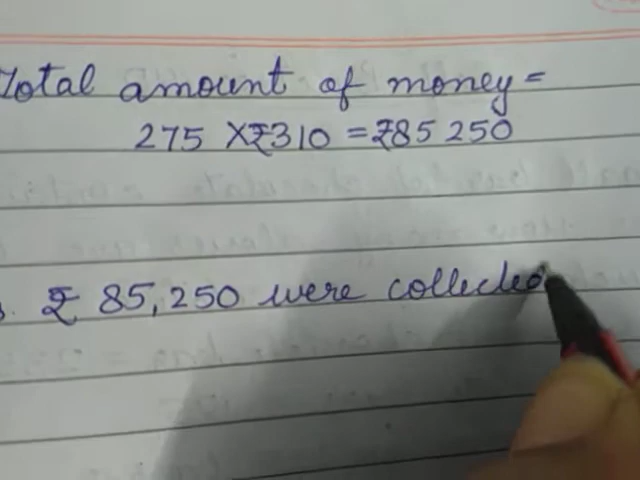 Total amount of money =
275 X ₹310 = ₹85 250
. ₹ 85,250 were collected